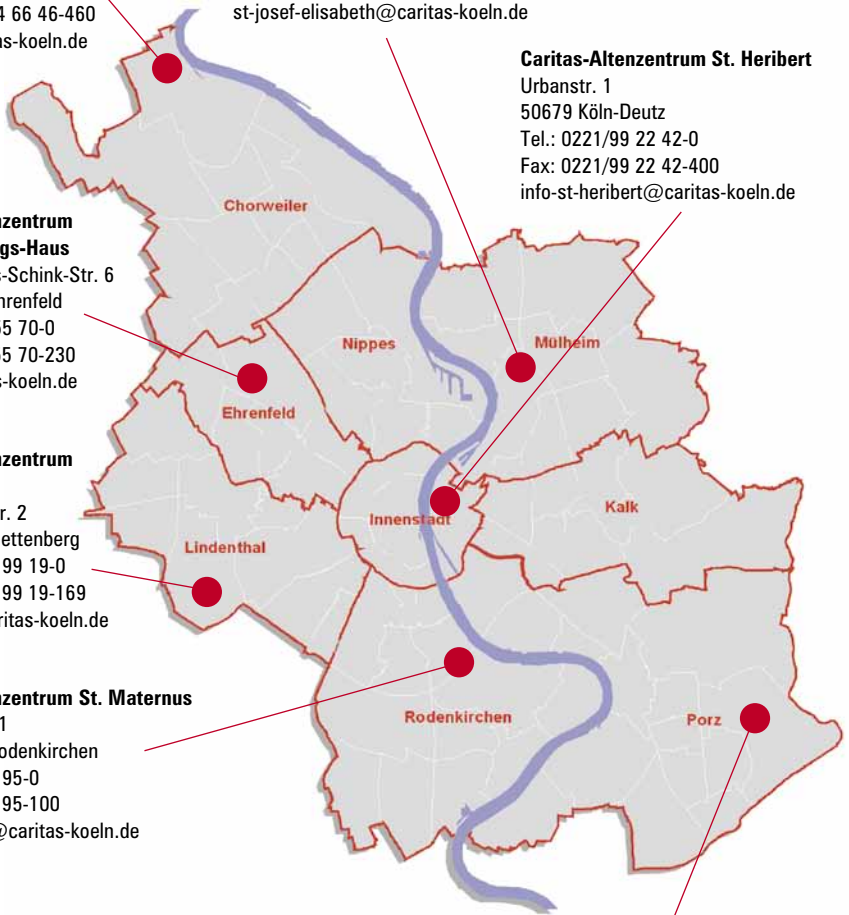 4 66 46-460
as-koeln.de
st-josef-elisabeth@caritas-koeln.de
Caritas-Altenzentrum St. Heribert
Urbanstr. 1
50679 Köln-Deutz
Tel.: 0221/99 22 42-0
Fax: 0221/99 22 42-400
info-st-heribert@caritas-koeln.de
Chorweiler
nzentrum
gs-Haus
s-Schink-Str. 6
hrenfeld
55 70-0
55 70-230
s-koeln.de
Nippes
Mülheim
Ehrenfeld
nzentrum
r. 2
ettenberg
99 19-0
99 19-169
ritas-koeln.de
Innenstadt
Kalk
Lindenthal
nzentrum St. Maternus
1
odenkirchen
95-0
95-100
@caritas-koeln.de
Rodenkirchen
Porz